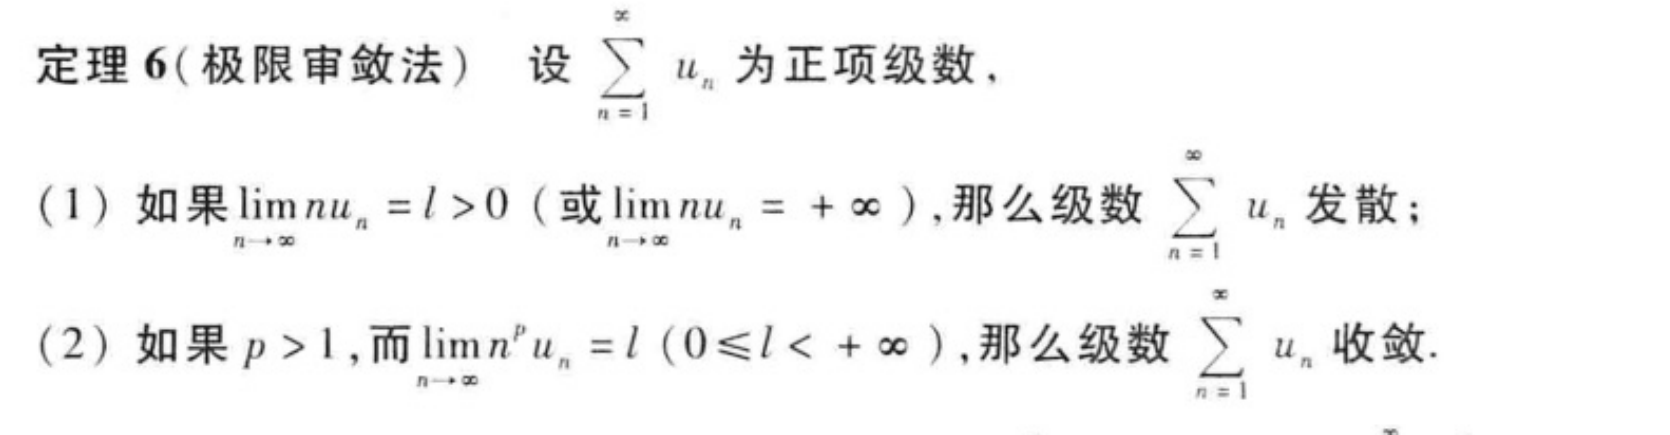 定理 6(极限审敛法) 设 $\sum_{n=1}^{\infty} u_n$ 为正项级数,
(1) 如果 $\lim_{n\to\infty} nu_n = l > 0$ (或 $\lim_{n\to\infty} nu_n = +\infty$),那么级数 $\sum_{n=1}^{\infty} u_n$ 发散;
(2) 如果 $p > 1$,而 $\lim_{n\to\infty} n^p u_n = l$ ($0 \leqslant l < +\infty$),那么级数 $\sum_{n=1}^{\infty} u_n$ 收敛.